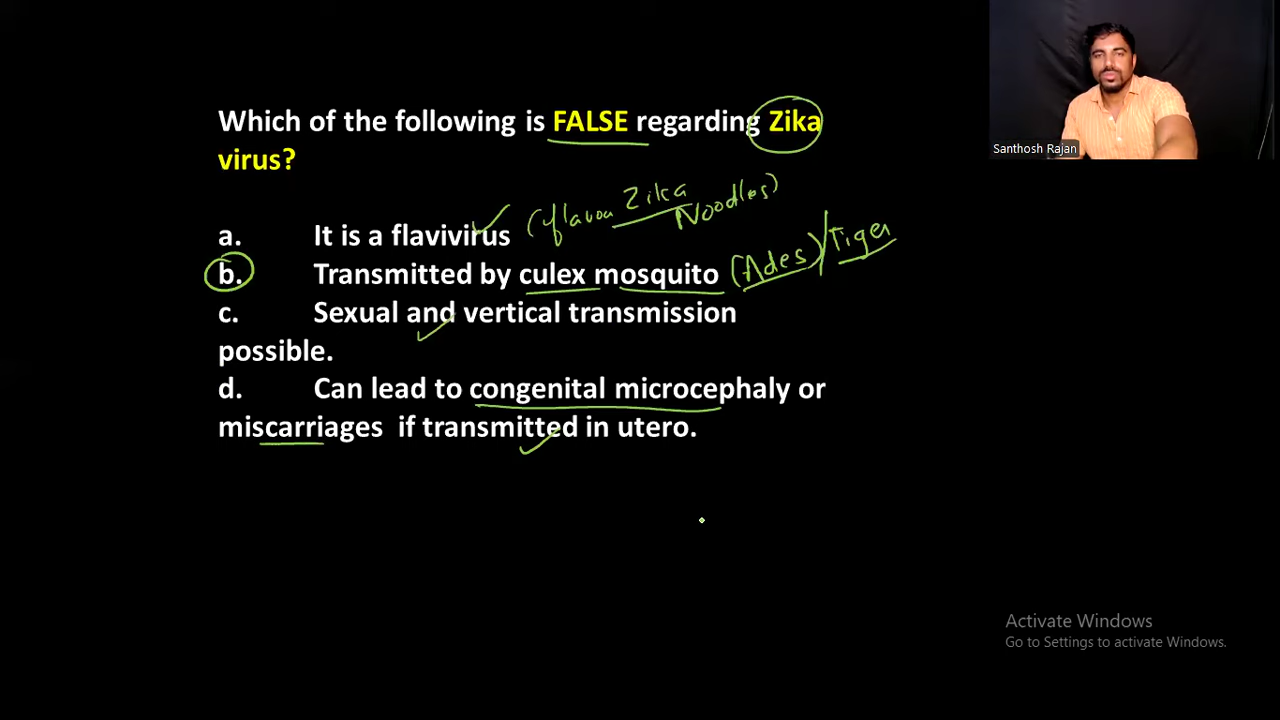 Which of the following is FALSE regarding Zika
virus?
Santhosh Rajan
a. It is a flavivirus (flavou Zika Noodles)
b. Transmitted by culex mosquito (Ades)/Tiger
c. Sexual and vertical transmission
possible.
d. Can lead to congenital microcephaly or
miscarriages if transmitted in utero.
Activate Windows
Go to Settings to activate Windows.